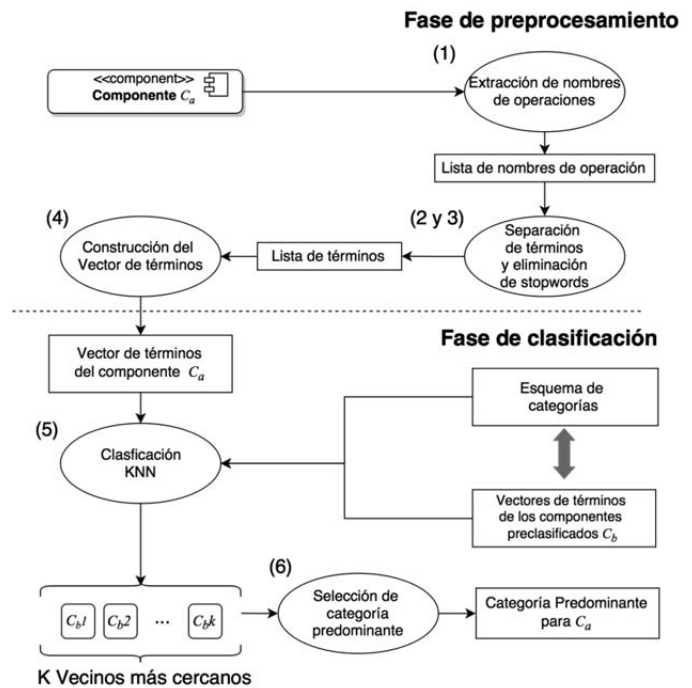 Fase de preprocesamiento
(1)
<<component>>
Componente Ca
Extracción de nombres
de operaciones
Lista de nombres de operación
(4)
(2 y 3)
Construcción del
Vector de términos
Lista de términos
Separación
de términos
y eliminación
de stopwords
Fase de clasificación
Vector de términos
del componente Ca
Esquema de
categorías
(5)
Clasficación
KNN
Vectores de términos
de los componentes
preclasificados Cb
(6)
Cb1 Cb2 ... Cbk
Selección de
categoría
predominante
Categoría Predominante
para Ca
K Vecinos más cercanos